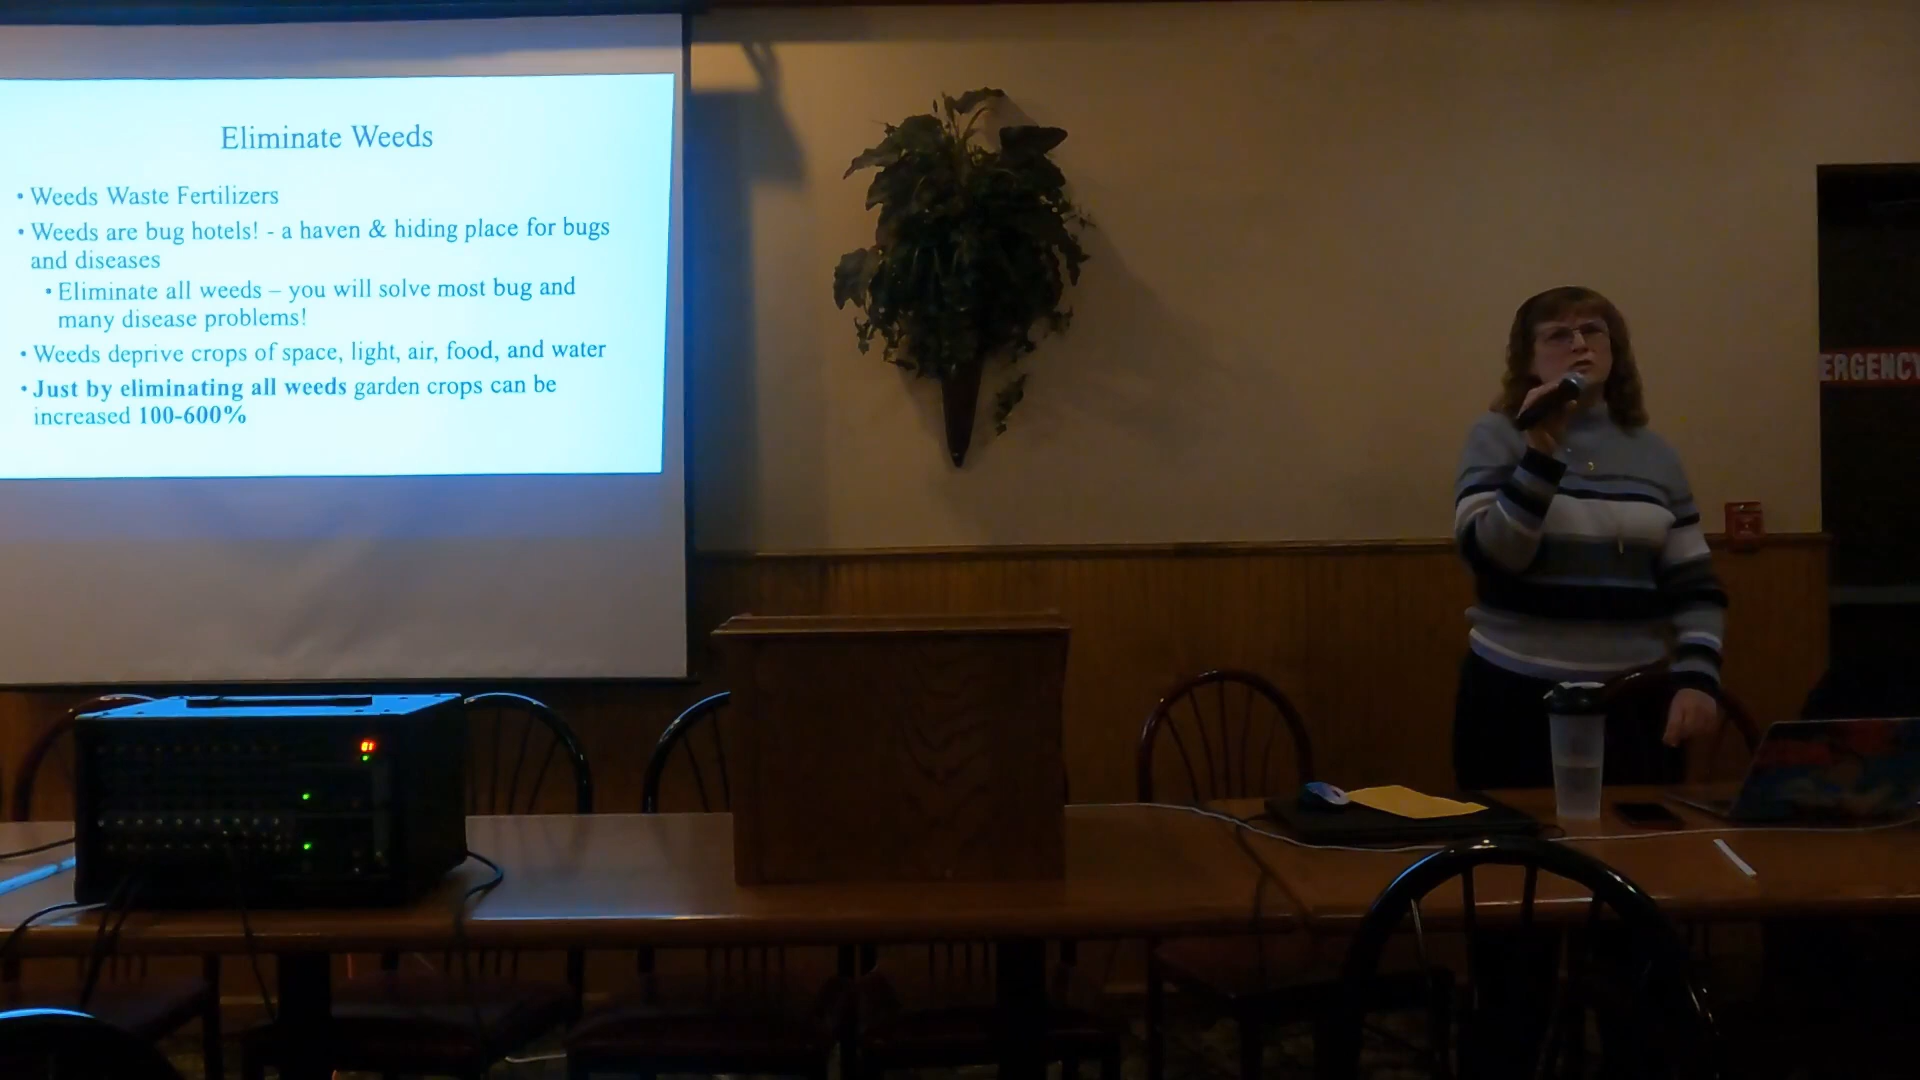 Eliminate Weeds
• Weeds Waste Fertilizers
• Weeds are bug hotels! - a haven & hiding place for bugs
and diseases
• Eliminate all weeds – you will solve most bug and
many disease problems!
• Weeds deprive crops of space, light, air, food, and water
• Just by eliminating all weeds garden crops can be
increased 100-600%
ERGENCY